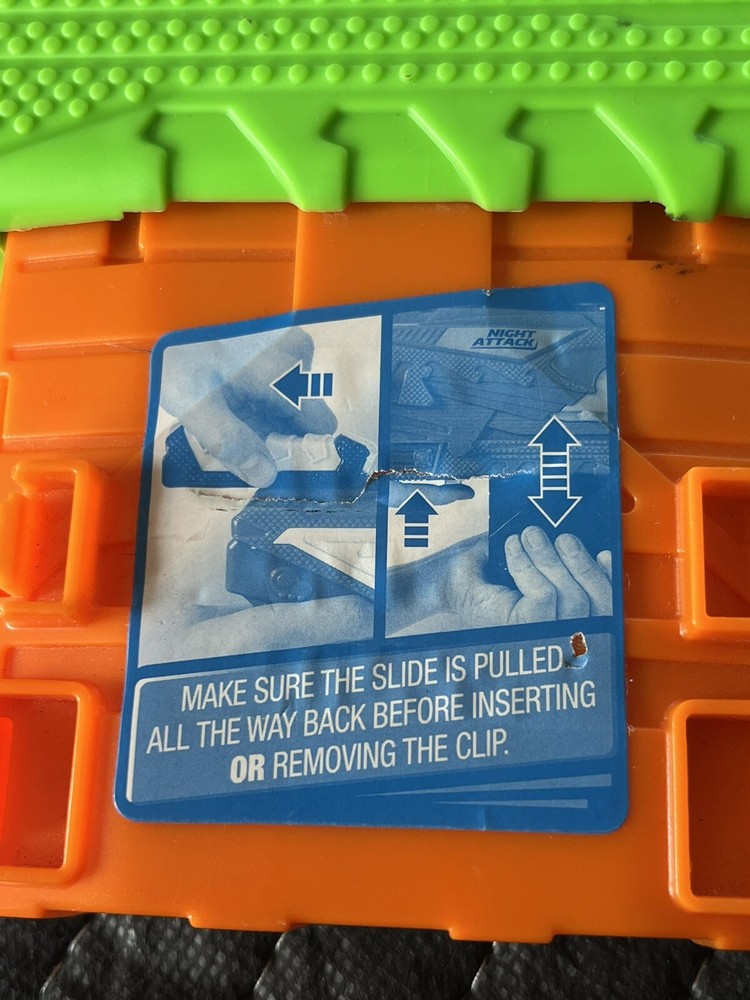 NIGHT
ATTACK
MAKE SURE THE SLIDE IS PULLED
ALL THE WAY BACK BEFORE INSERTING
OR REMOVING THE CLIP.